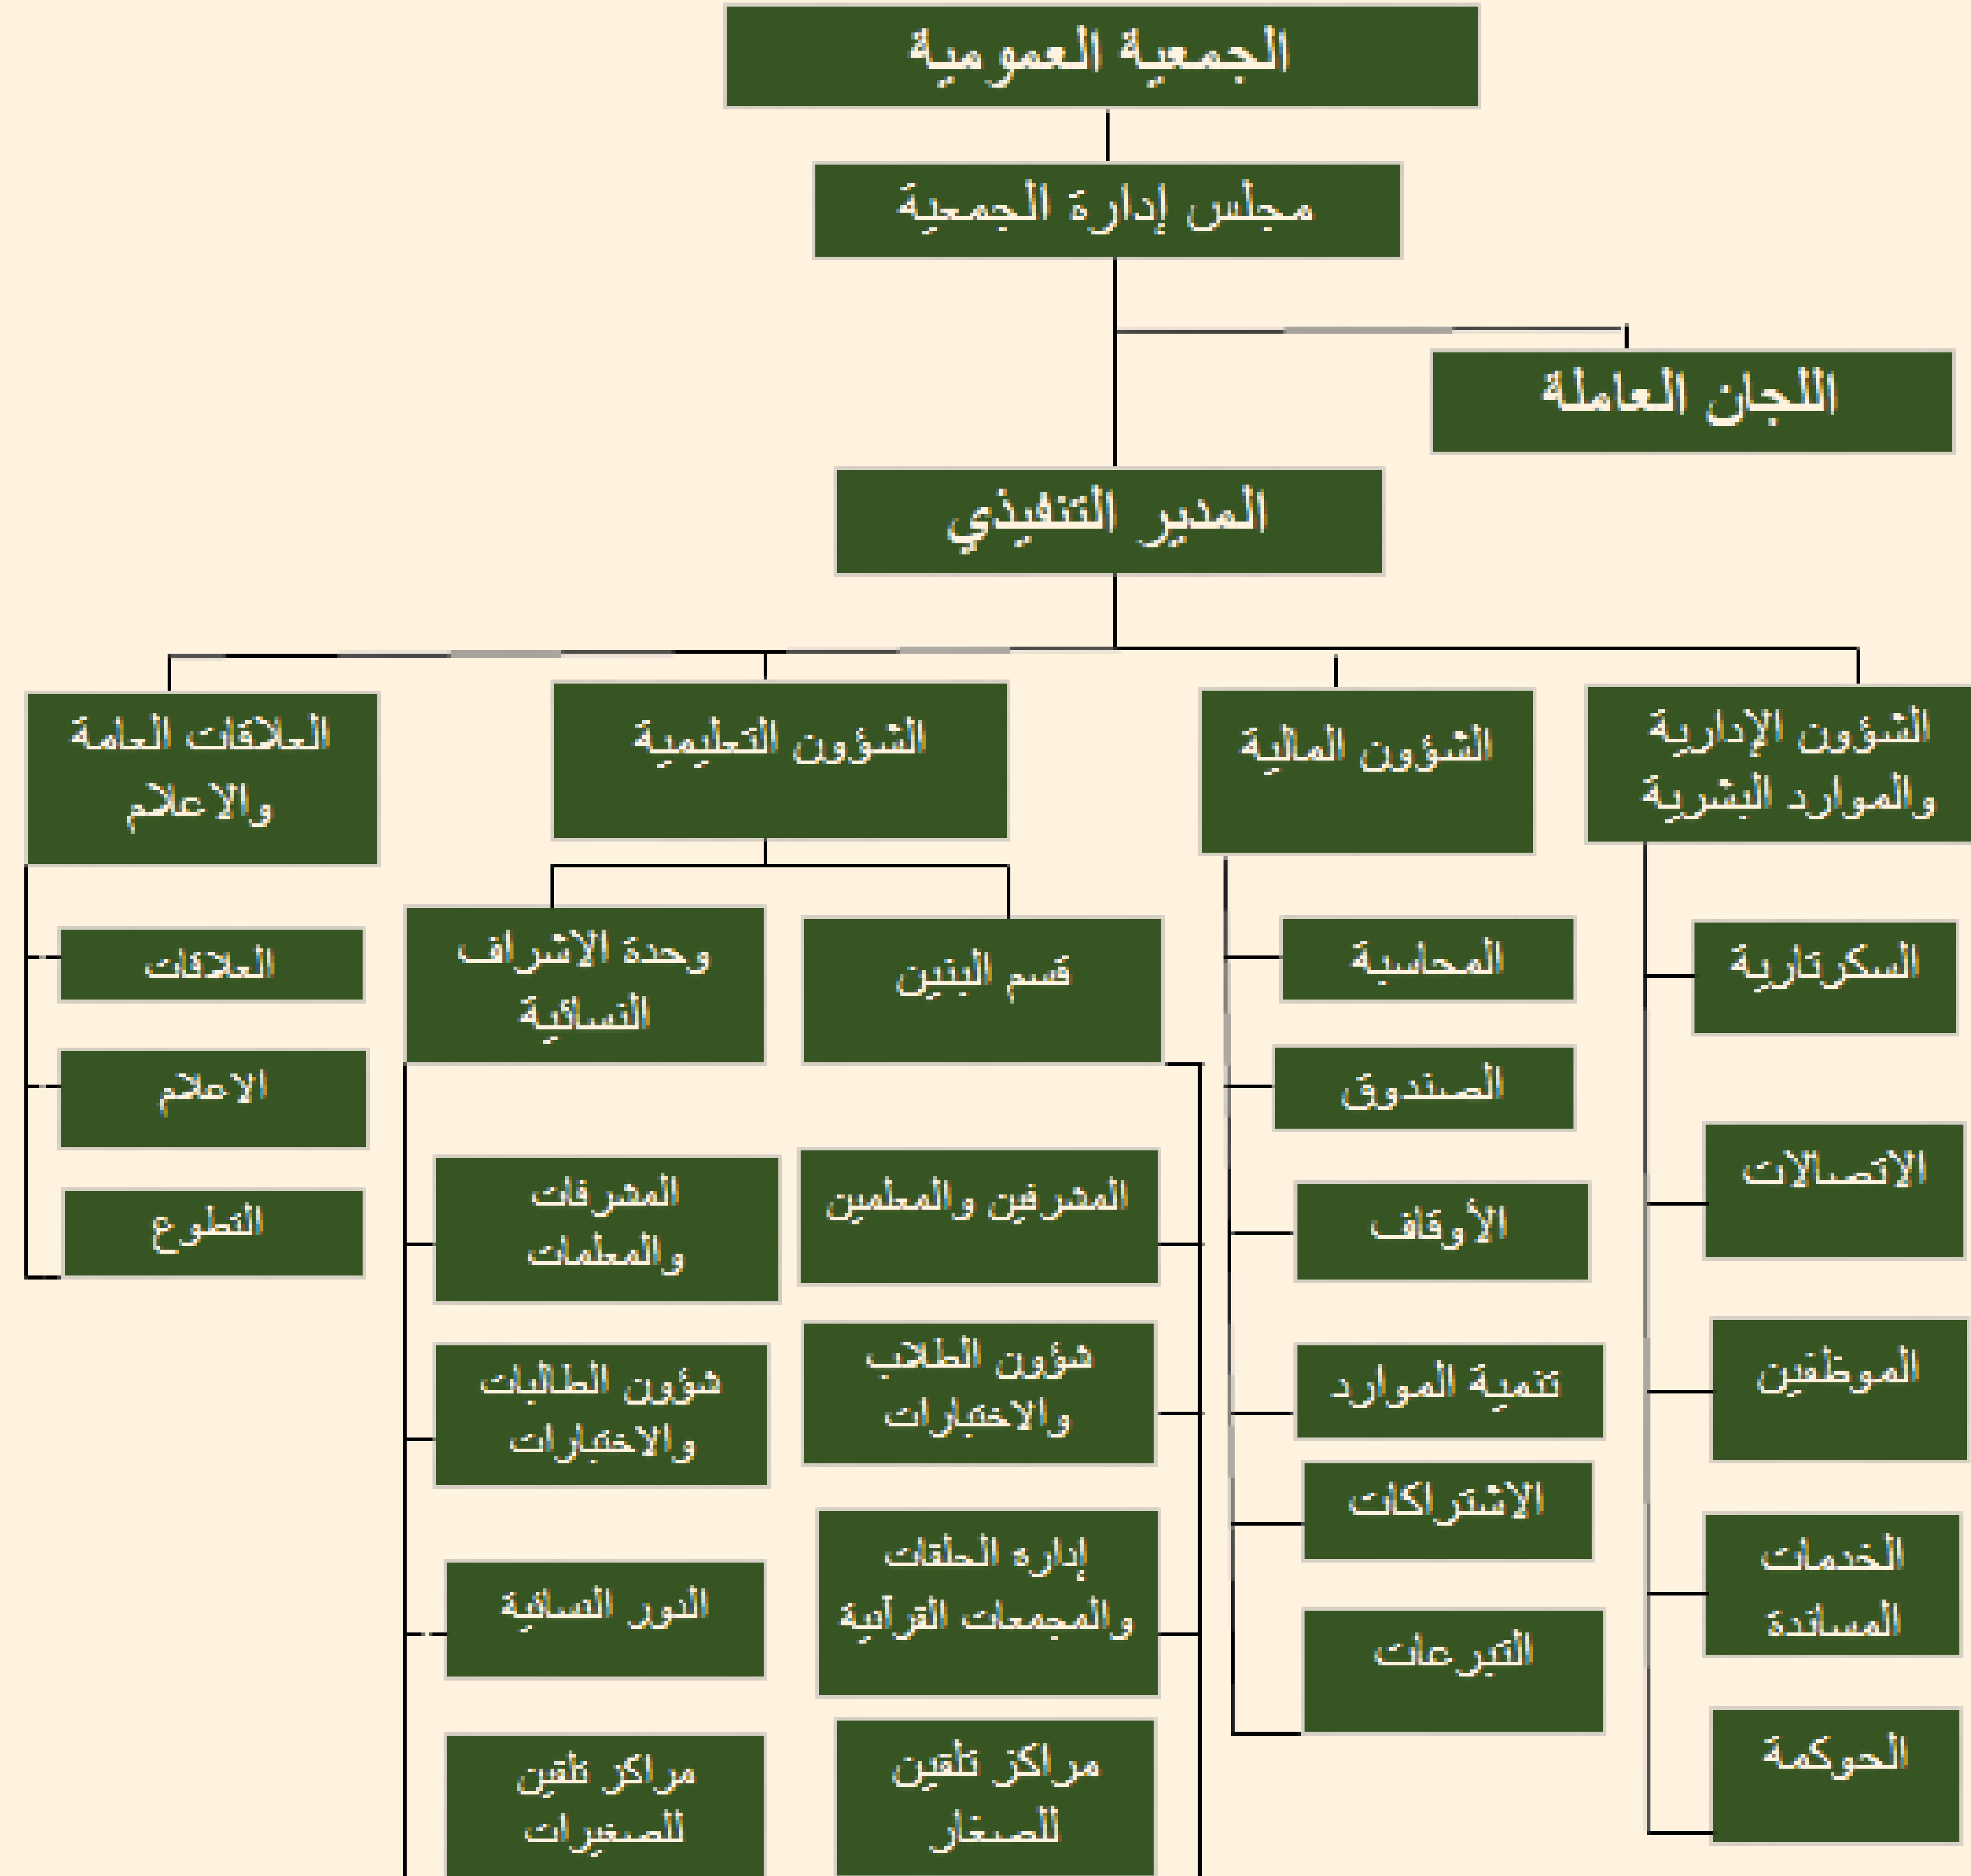 الجمعية العمومية
مجلس إدارة الجمعية
اللجان العاملة
المدير التنفيذي
الشؤون الإدارية
والموارد البشرية
الشؤون المالية
الشؤون التعليمية
العلاقات العامة
والاعلام
السكرتارية
الاتصالات
الموظفين
الخدمات
المساندة
الحوكمة
المحاسبة
الصندوق
الأوقاف
تنمية الموارد
الاشتراكات
التبرعات
قسم البنين
المشرفين والمعلمين
شؤون الطلاب
والاختبارات
إداره الحلقات
والمجمعات القرآنية
مراكز تلقين
للصغار
وحدة الاشراف
النسائية
المشرفات
والمعلمات
شؤون الطالبات
والاختبارات
الدور النسائية
مراكز تلقين
للصغيرات
العلاقات
الاعلام
التطوع